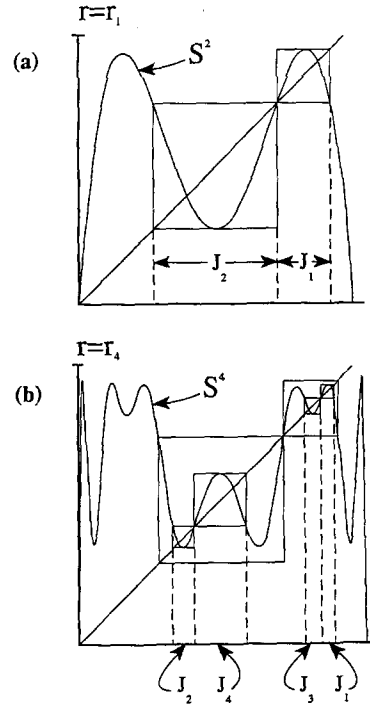 r=r₁
(a)
S²
J₂ J₁
r=r₄
(b)
S⁴
J₂ J₄ J₃ J₁